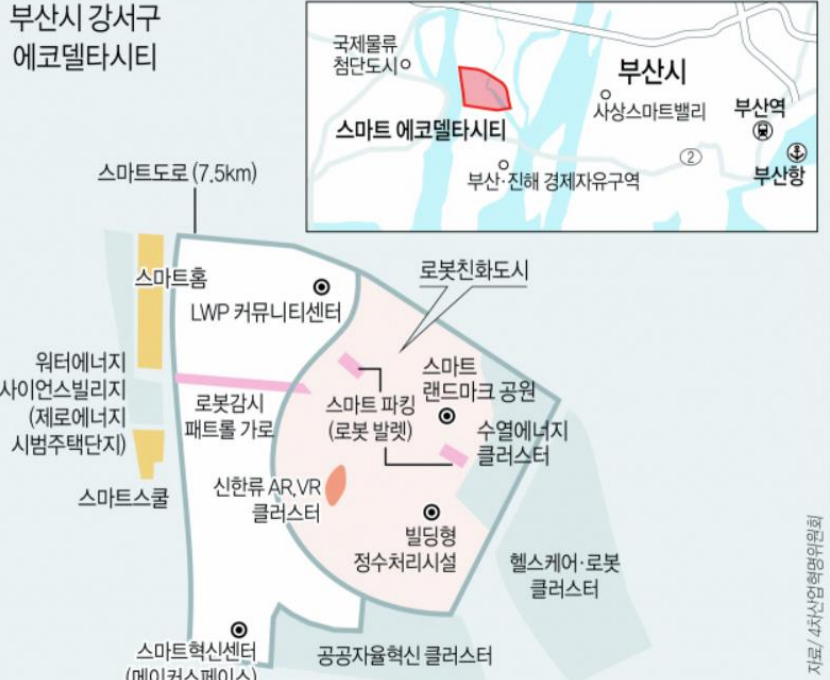 부산시 강서구
에코델타시티
국제물류
첨단도시
부산시
사상스마트밸리
부산역
스마트 에코델타시티
2
부산·진해 경제자유구역
부산항
스마트도로 (7.5km)
스마트홈
LWP 커뮤니티센터
로봇친화도시
워터에너지
사이언스빌리지
(제로에너지
시범주택단지)
로봇감시
패트롤 가로
스마트 파킹
(로봇 발렛)
스마트
랜드마크 공원
수열에너지
클러스터
스마트스쿨
신한류 AR,VR
클러스터
빌딩형
정수처리시설
헬스케어·로봇
클러스터
스마트혁신센터
(메이커스페이스)
공공자율혁신 클러스터
자료/ 4차산업혁명위원회